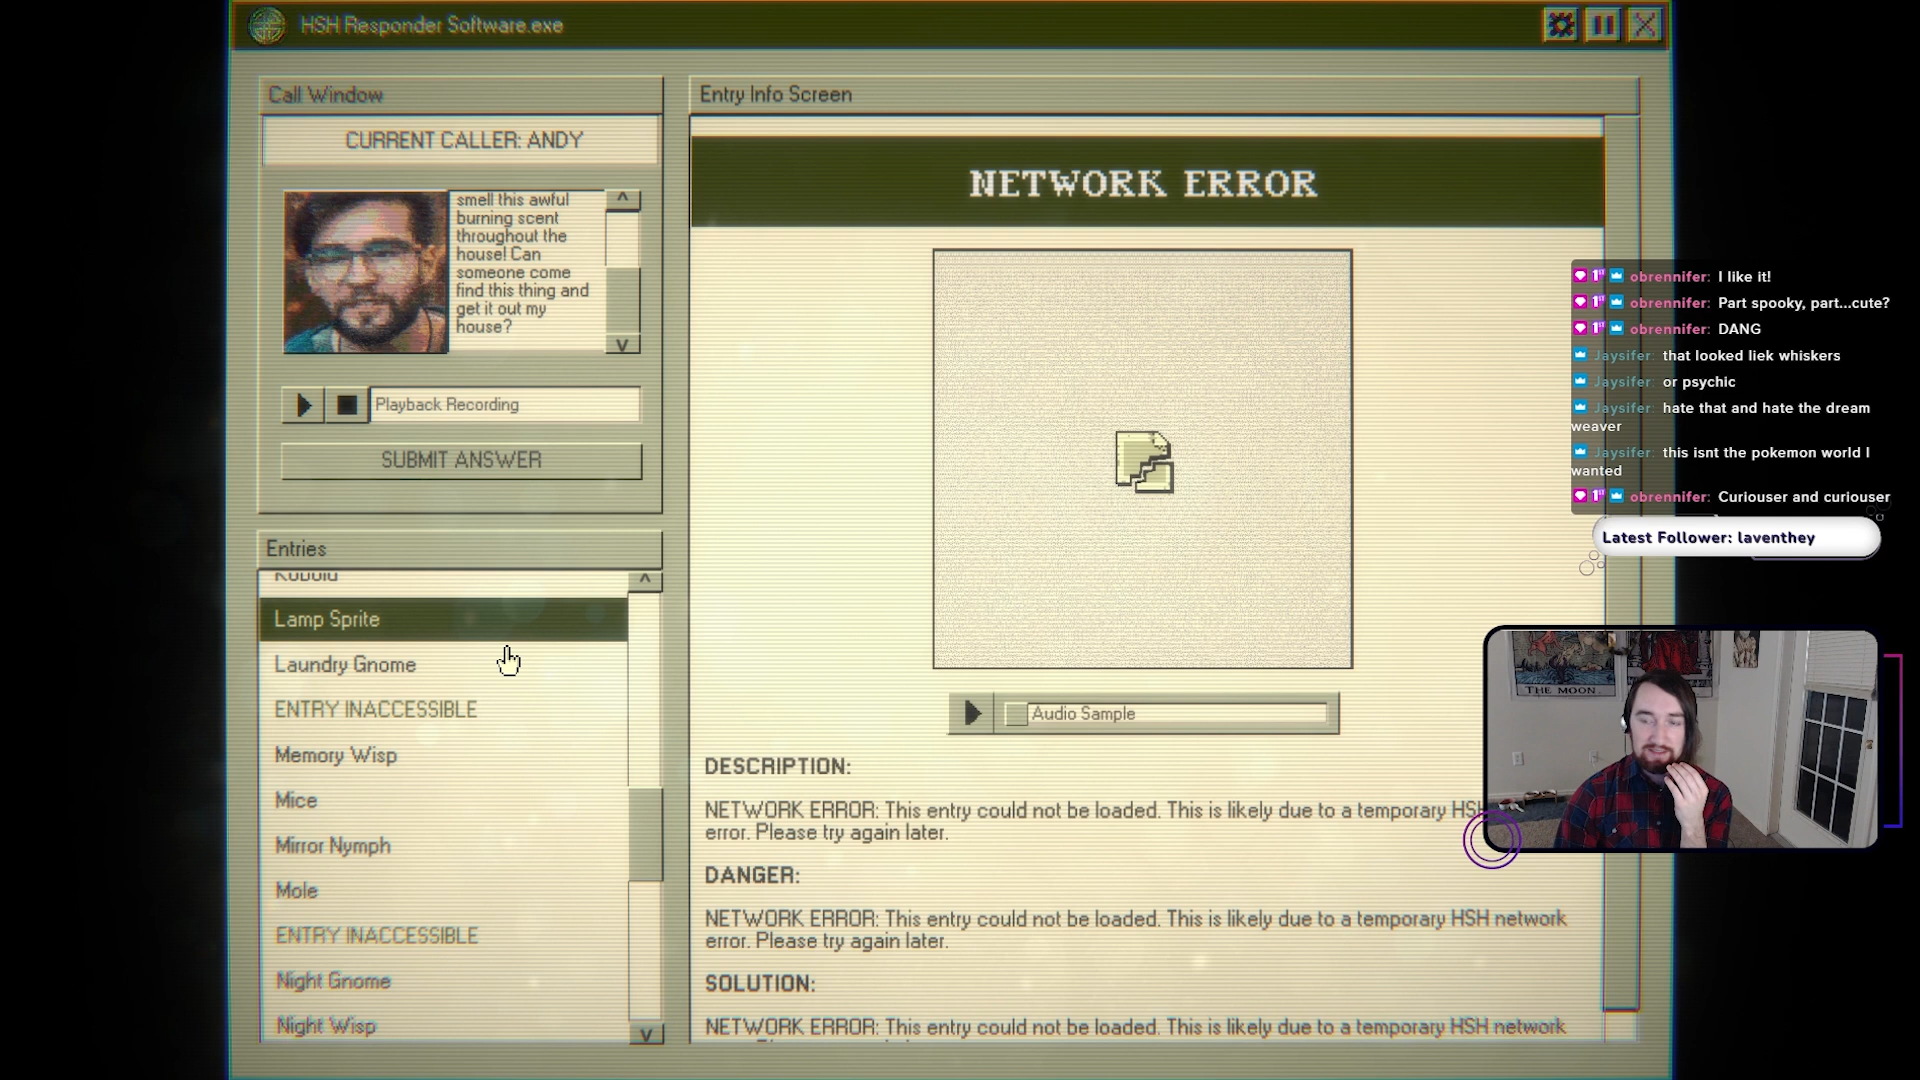 HSH Responder Software.exe
Call Window
CURRENT CALLER: ANDY
smell this awful
burning scent
throughout the
house! Can
someone come
find this thing and
get it out my
house?
Playback Recording
SUBMIT ANSWER
Entries
Kobold
Lamp Sprite
Laundry Gnome
ENTRY INACCESSIBLE
Memory Wisp
Mice
Mirror Nymph
Mole
ENTRY INACCESSIBLE
Night Gnome
Night Wisp
Entry Info Screen
NETWORK ERROR
Audio Sample
DESCRIPTION:
NETWORK ERROR: This entry could not be loaded. This is likely due to a temporary HSH
error. Please try again later.
DANGER:
NETWORK ERROR: This entry could not be loaded. This is likely due to a temporary HSH network
error. Please try again later.
SOLUTION:
NETWORK ERROR: This entry could not be loaded. This is likely due to a temporary HSH network
obrennifer: I like it!
obrennifer: Part spooky, part...cute?
obrennifer: DANG
Jaysifer: that looked liek whiskers
Jaysifer: or psychic
Jaysifer: hate that and hate the dream
weaver
Jaysifer: this isnt the pokemon world I
wanted
obrennifer: Curiouser and curiouser
Latest Follower: laventhey
THE MOON.